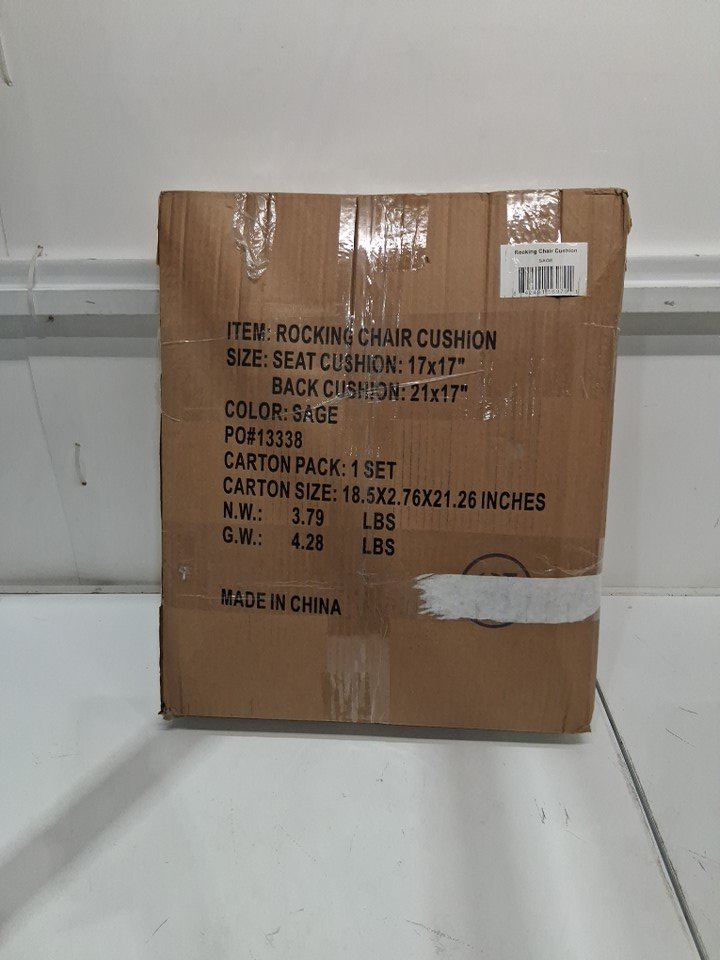 Rocking Chair Cushion
SAGE
ITEM: ROCKING CHAIR CUSHION
SIZE: SEAT CUSHION: 17x17"
BACK CUSHION: 21x17"
COLOR: SAGE
PO#13338
CARTON PACK: 1 SET
CARTON SIZE: 18.5X2.76X21.26 INCHES
N.W.: 3.79 LBS
G.W.: 4.28 LBS
MADE IN CHINA